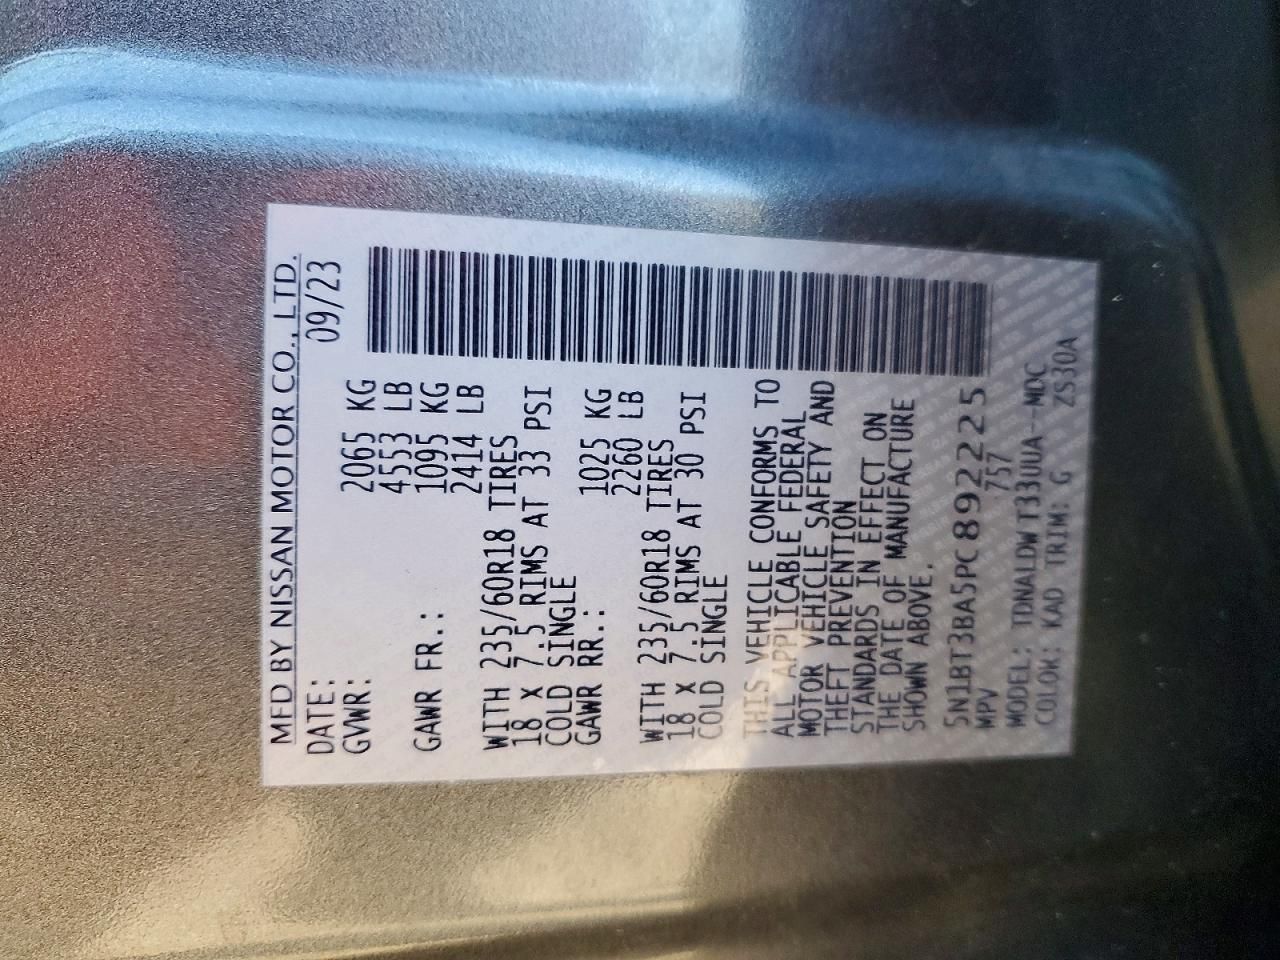 MFD BY NISSAN MOTOR CO., LTD.
DATE: 09/23
GVWR: 2065 KG
4553 LB
GAWR FR.: 1095 KG
2414 LB
WITH 235/60R18 TIRES
18 X 7.5 RIMS AT 33 PSI
COLD SINGLE
GAWR RR.: 1025 KG
2260 LB
WITH 235/60R18 TIRES
18 X 7.5 RIMS AT 30 PSI
COLD SINGLE
THIS VEHICLE CONFORMS TO
ALL APPLICABLE FEDERAL
MOTOR VEHICLE SAFETY AND
THEFT PREVENTION
STANDARDS IN EFFECT ON
THE DATE OF MANUFACTURE
SHOWN ABOVE.
5N1BT3BA5PC892225
MPV 757
MODEL: TDNALDWT33UUA--MDC
COLOR: KAD TRIM: G ZS30A